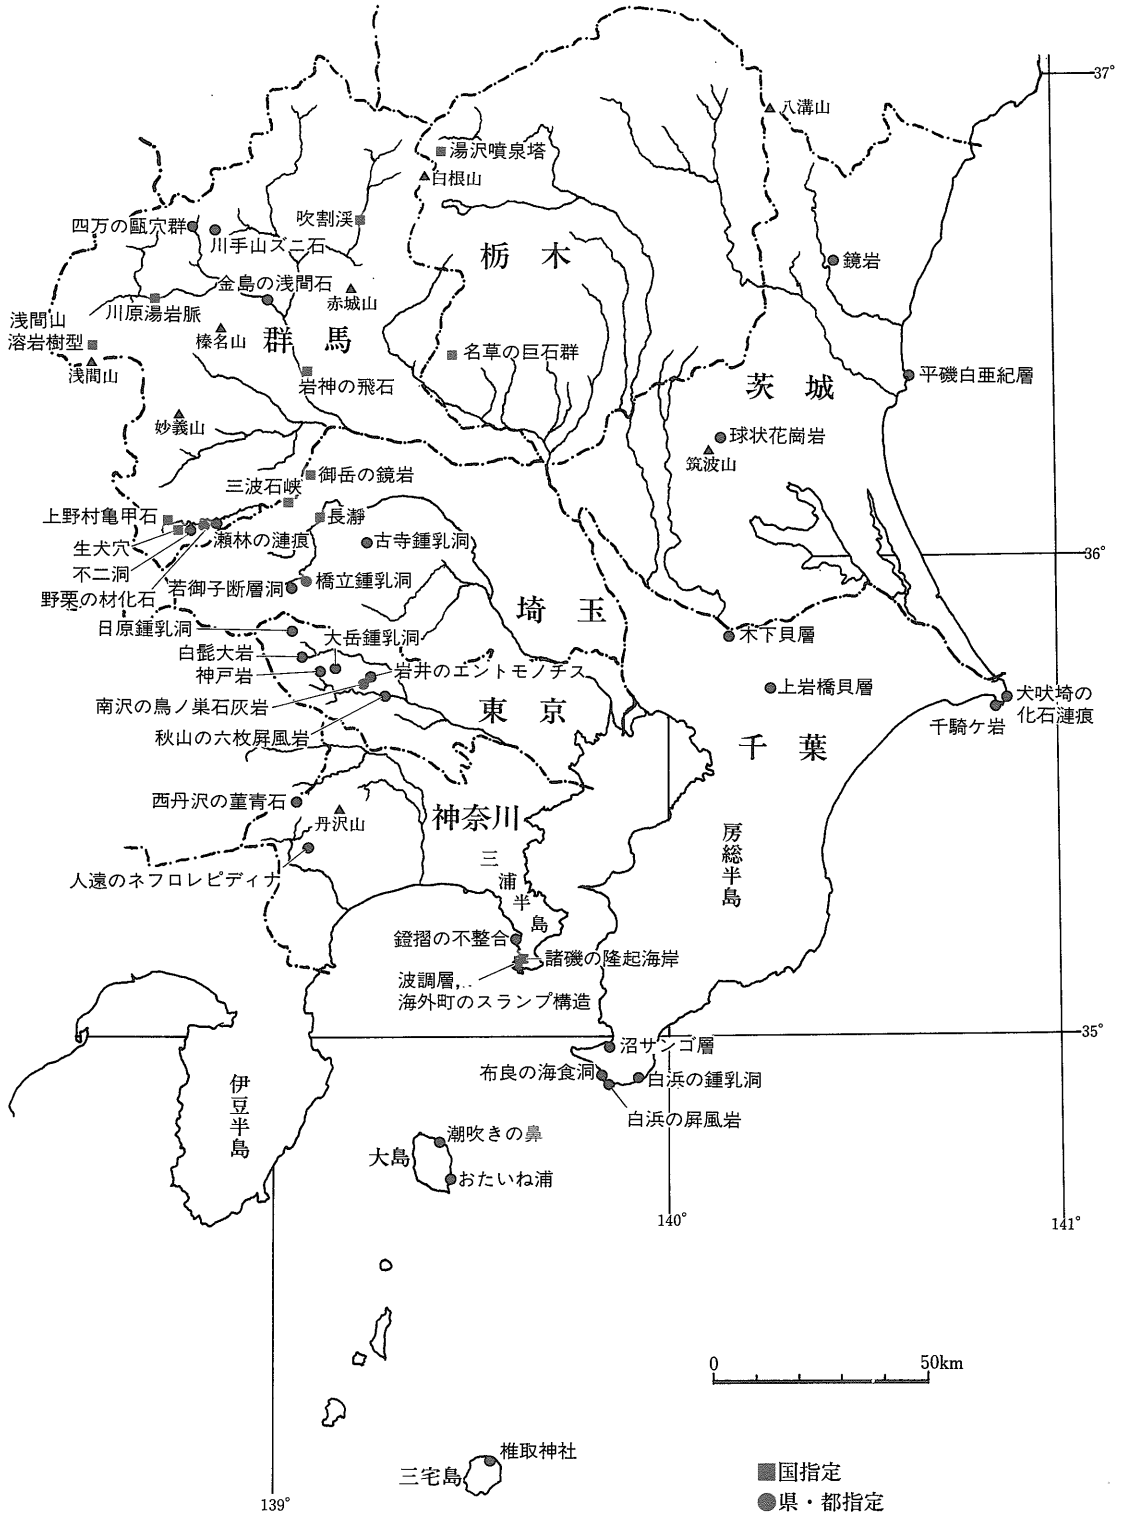 37°
八溝山
湯沢噴泉塔
白根山
四万の甌穴群
吹割渓
川手山ズニ石
栃木
鏡岩
金島の浅間石
赤城山
川原湯岩脈
浅間山
溶岩樹型
榛名山
群馬
浅間山
名草の巨石群
岩神の飛石
平磯白亜紀層
茨城
妙義山
球状花崗岩
筑波山
御岳の鏡岩
三波石峡
上野村亀甲石
長瀞
生犬穴
瀬林の漣痕
古寺鍾乳洞
36°
不二洞
野栗の材化石
若御子断層洞
橋立鍾乳洞
埼玉
日原鍾乳洞
大岳鍾乳洞
木下貝層
白髭大岩
神戸岩
岩井のエントモノチス
上岩橋貝層
犬吠埼の
化石漣痕
南沢の鳥ノ巣石灰岩
東京
千騎ケ岩
秋山の六枚屏風岩
千葉
西丹沢の菫青石
丹沢山
神奈川
三浦半島
房総半島
人遠のネフロレピディナ
鐙摺の不整合
諸磯の隆起海岸
波調層,..
海外町のスランプ構造
35°
沼サンゴ層
布良の海食洞
白浜の鍾乳洞
白浜の屏風岩
伊豆半島
潮吹きの鼻
大島
おたいね浦
140°
141°
0
50km
椎取神社
三宅島
国指定
県・都指定
139°